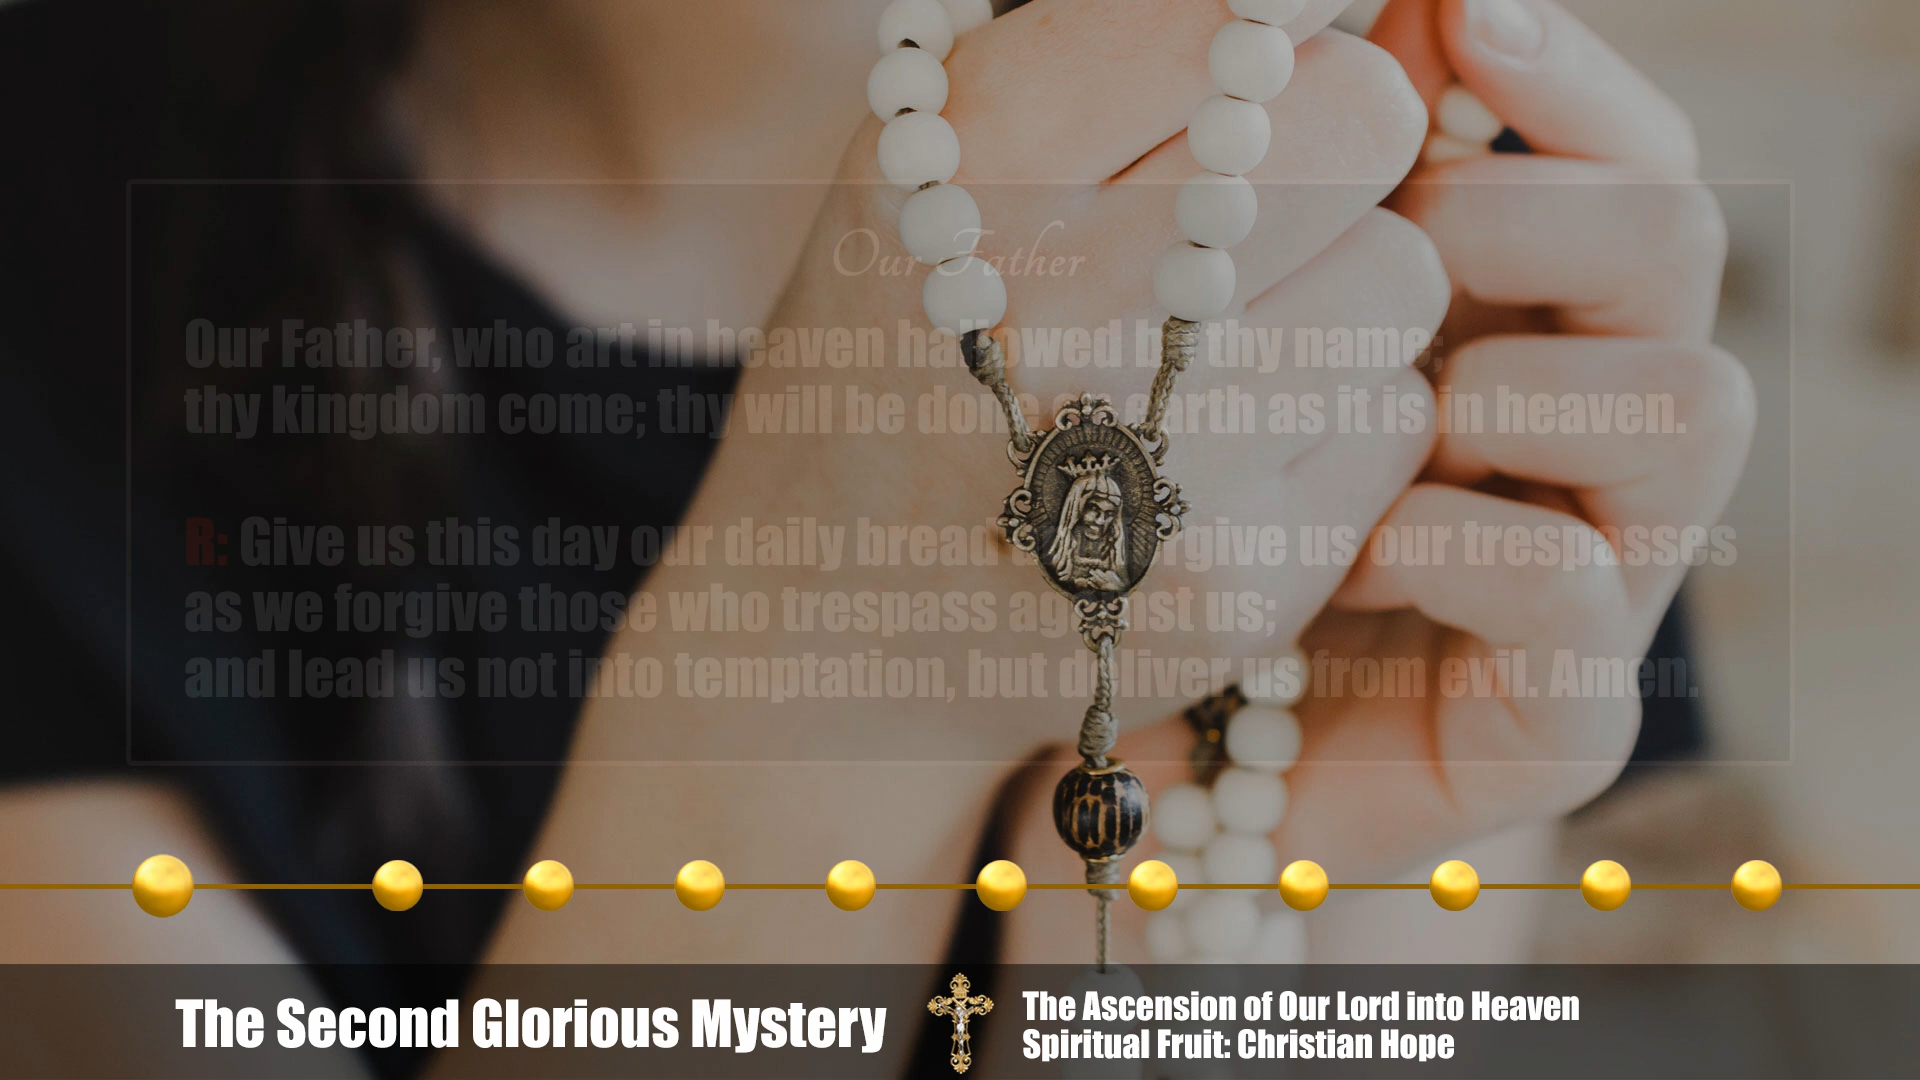 Our Father
Our Father, who art in heaven hallowed be thy name;
thy kingdom come; thy will be done on earth as it is in heaven.
R: Give us this day our daily bread and forgive us our trespasses
as we forgive those who trespass against us;
and lead us not into temptation, but deliver us from evil. Amen.
The Second Glorious Mystery
The Ascension of Our Lord into Heaven
Spiritual Fruit: Christian Hope